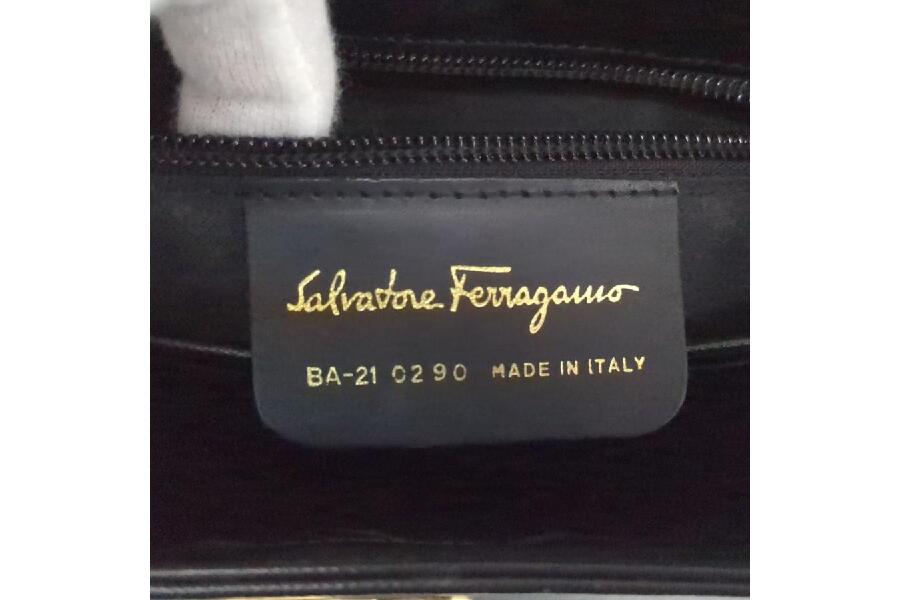 Salvatore Ferragamo
BA-21 0290 MADE IN ITALY